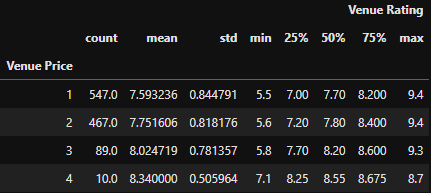 Venue Rating
count mean std min 25% 50% 75% max
Venue Price
1 547.0 7.593236 0.844791 5.5 7.00 7.70 8.200 9.4
2 467.0 7.751606 0.818176 5.6 7.20 7.80 8.400 9.4
3 89.0 8.024719 0.781357 5.8 7.70 8.20 8.600 9.3
4 10.0 8.340000 0.505964 7.1 8.25 8.55 8.675 8.7